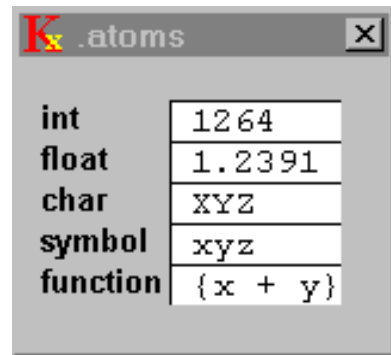 Kx .atoms
int 1264
float 1.2391
char XYZ
symbol xyz
function {x + y}